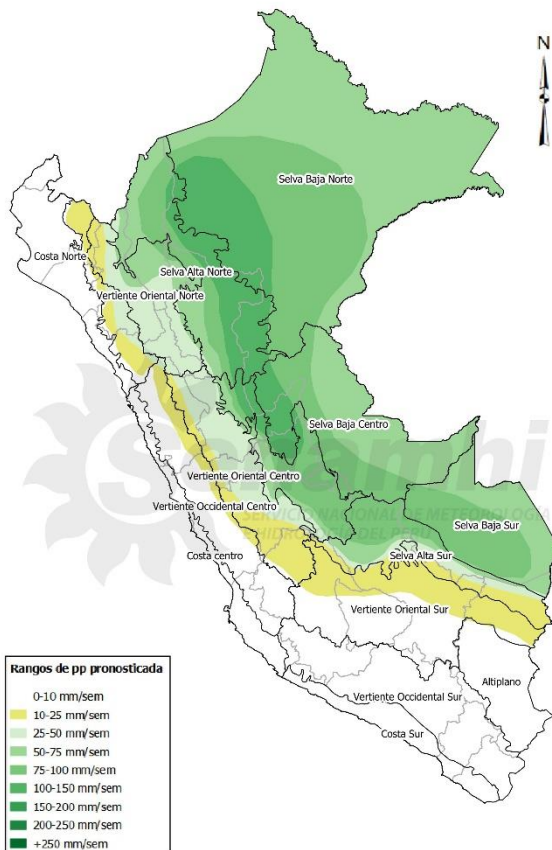 N
Selva Baja Norte
Costa Norte
Selva Alta Norte
Vertiente Oriental Norte
Selva Baja Centro
Vertiente Oriental Centro
Vertiente Occidental Centro
SERVICIO NACIONAL DE METEOROLOGÍA
Selva Baja Sur
Costa centro
Selva Alta Sur
Vertiente Oriental Sur
Altiplano
Vertiente Occidental Sur
Costa Sur
Rangos de pp pronosticada
0-10 mm/sem
10-25 mm/sem
25-50 mm/sem
50-75 mm/sem
75-100 mm/sem
100-150 mm/sem
150-200 mm/sem
200-250 mm/sem
+250 mm/sem